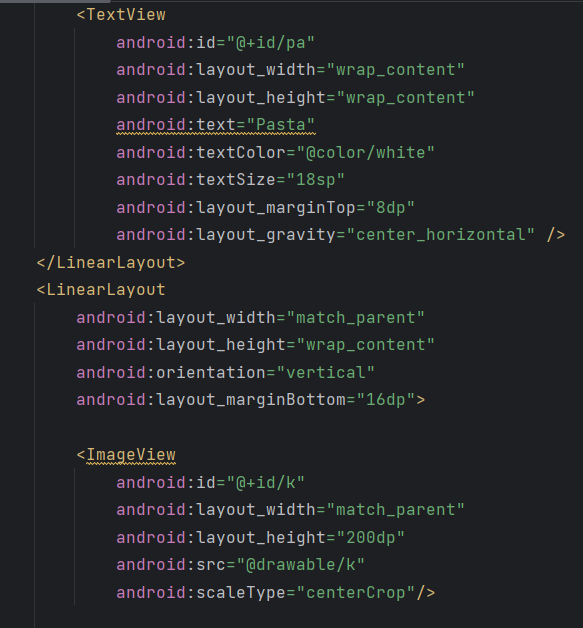 <TextView
android:id="@+id/pa"
android:layout_width="wrap_content"
android:layout_height="wrap_content"
android:text="Pasta"
android:textColor="@color/white"
android:textSize="18sp"
android:layout_marginTop="8dp"
android:layout_gravity="center_horizontal" />
</LinearLayout>
<LinearLayout
android:layout_width="match_parent"
android:layout_height="wrap_content"
android:orientation="vertical"
android:layout_marginBottom="16dp">
<ImageView
android:id="@+id/k"
android:layout_width="match_parent"
android:layout_height="200dp"
android:src="@drawable/k"
android:scaleType="centerCrop"/>